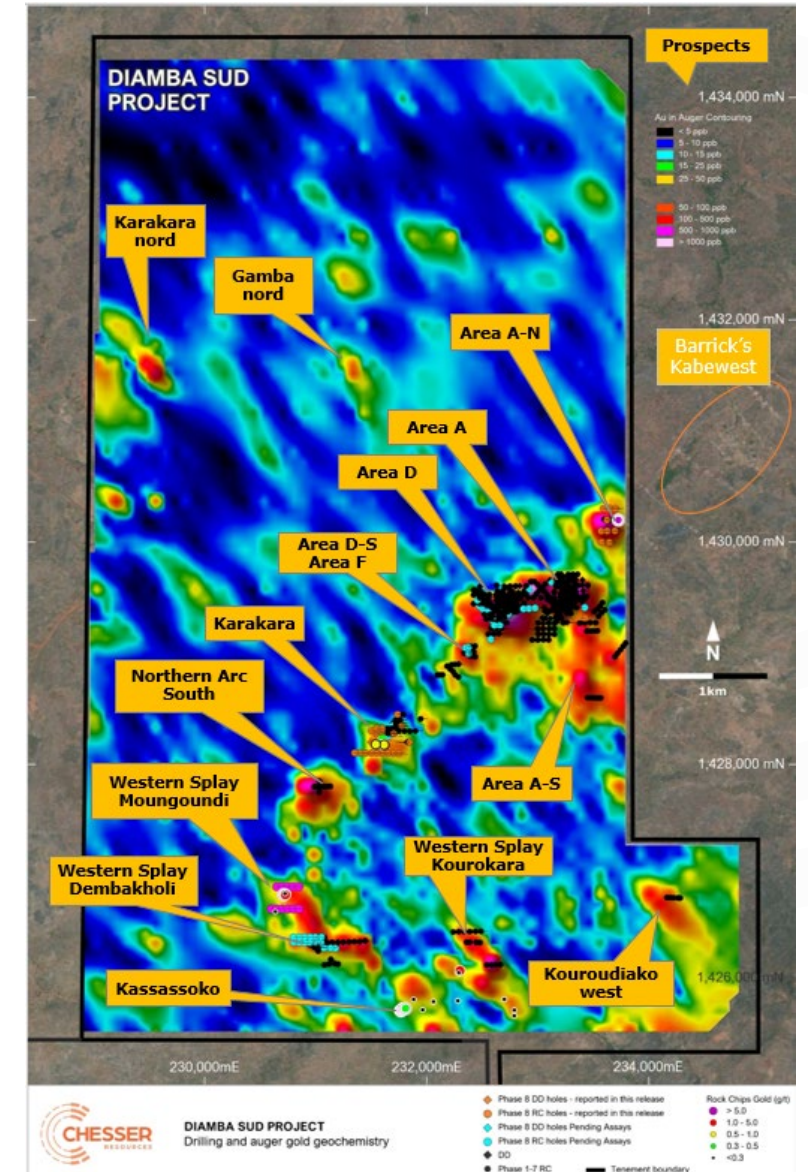 DIAMBA SUD
PROJECT
Prospects
1,434,000 mN
Au in Auger Contouring
< 5 ppb
5 - 10 ppb
10 - 15 ppb
15 - 25 ppb
25 - 50 ppb
50 - 100 ppb
100 - 500 ppb
500 - 1000 ppb
> 1000 ppb
Karakara
nord
Gamba
nord
1,432,000 mN
Area A-N
Barrick´s
Kabewest
Area A
Area D
1,430,000 mN
Area D-S
Area F
Karakara
N
1km
Northern Arc
South
1,428,000 mN
Area A-S
Western Splay
Moungoundi
Western Splay
Kourokara
Western Splay
Dembakholi
Kouroudiako
west
1,426,000 mN
Kassassoko
230,000mE
232,000mE
234,000mE
CHESSER
RESOURCES
DIAMBA SUD PROJECT
Drilling and auger gold geochemistry
Phase 8 DD holes - reported in this release
Phase 8 RC holes - reported in this release
Phase 8 DD holes Pending Assays
Phase 8 RC holes Pending Assays
DD
Phase 1-7 RC
Tenement boundary
Rock Chips Gold (g/t)
> 5.0
1.0 - 5.0
0.5 - 1.0
0.3 - 0.5
<0.3